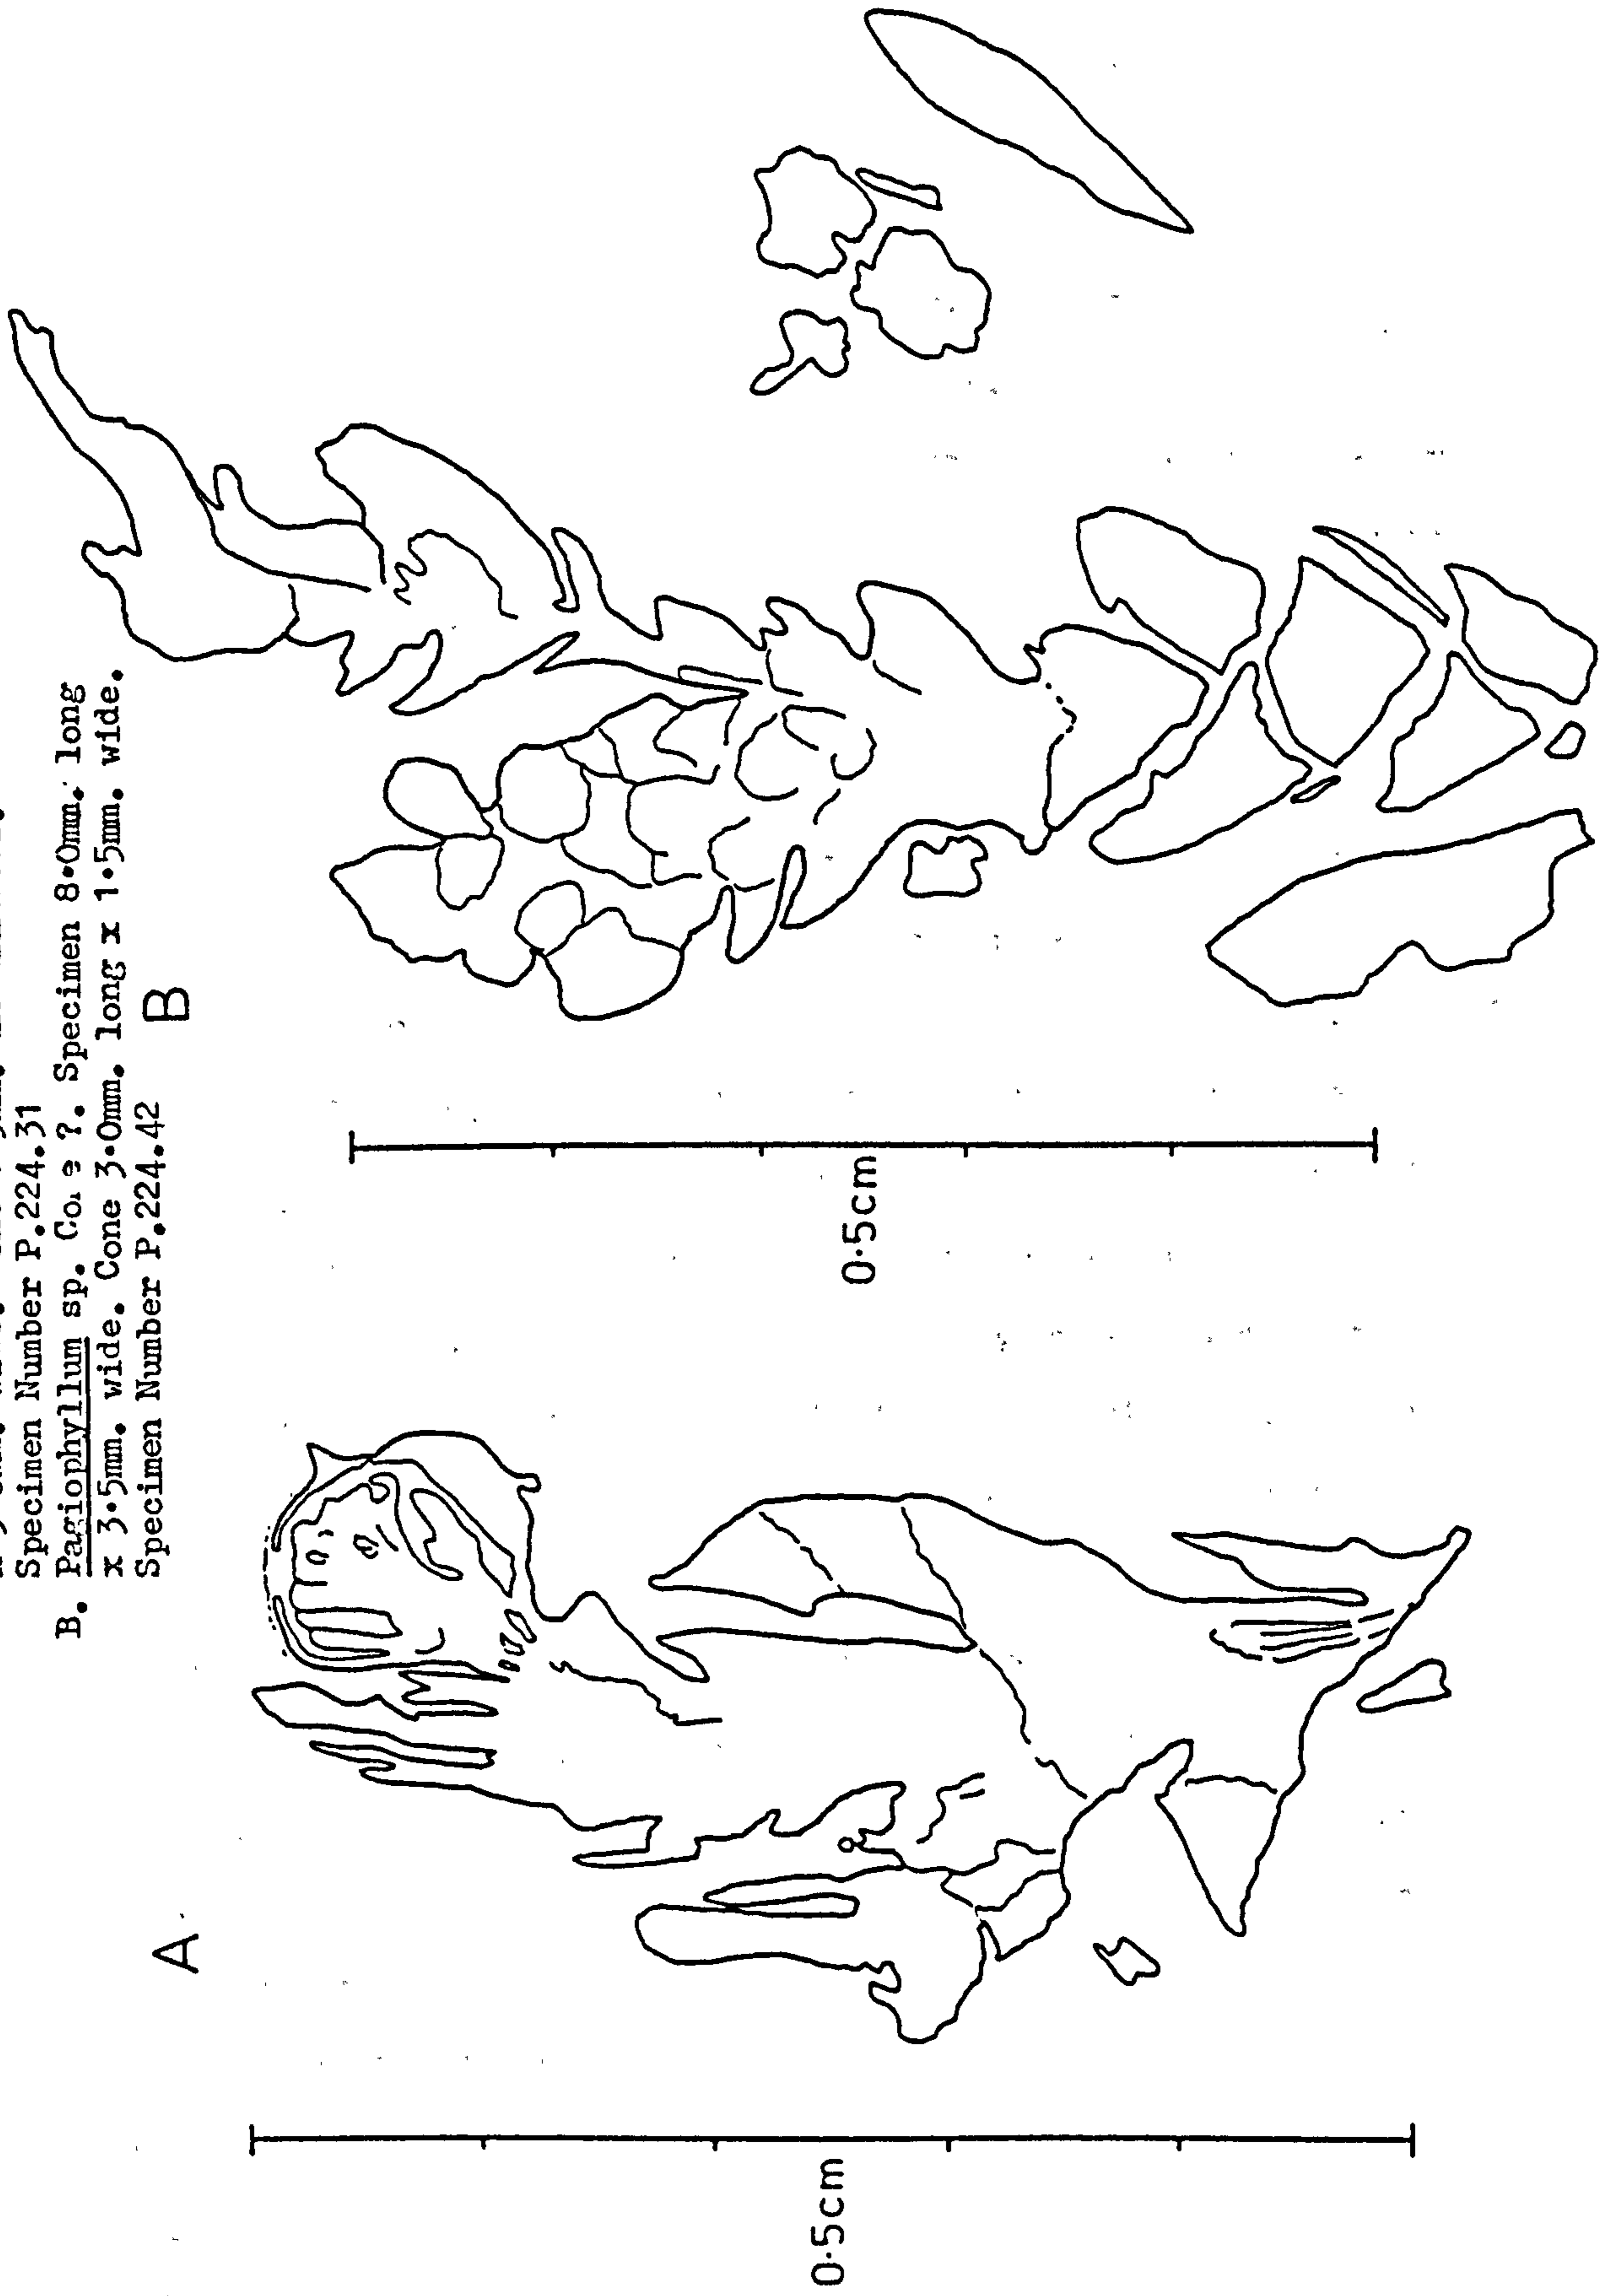 Specimen Number P.224.31
B. Pagiophyllum sp. ?. Specimen 8·0mm. long
x 3·5mm. wide. Cone 3·0mm. long x 1·5mm. wide.
Specimen Number P.224.42
A
B
0·5cm
0·5cm